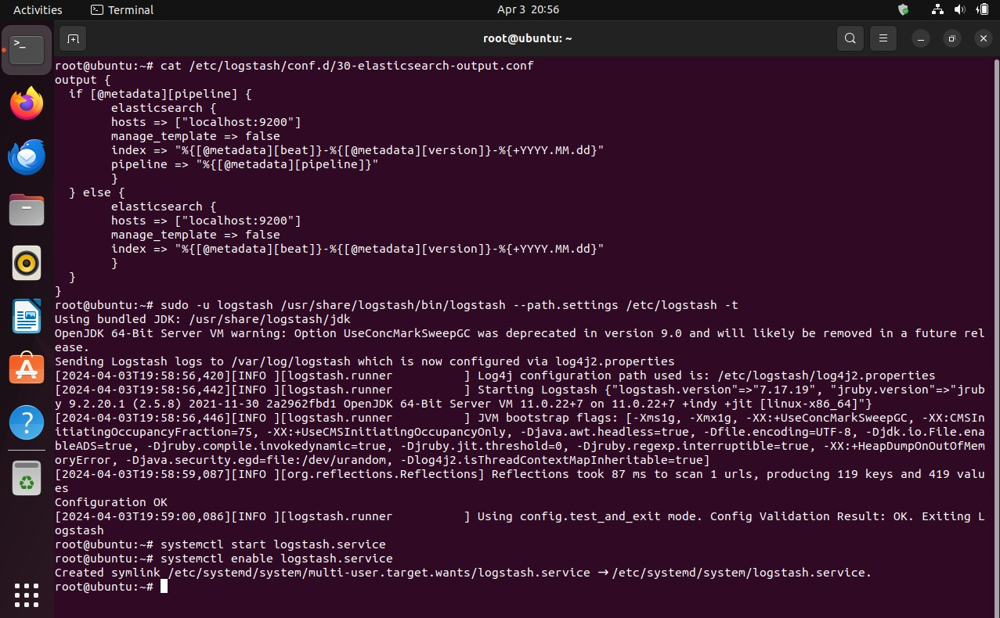 Activities
Terminal
Apr 3 20:56
root@ubuntu: ~
root@ubuntu:~# cat /etc/logstash/conf.d/30-elasticsearch-output.conf
output {
  if [@metadata][pipeline] {
        elasticsearch {
        hosts => ["localhost:9200"]
        manage_template => false
        index => "%{[@metadata][beat]}-%{[@metadata][version]}-%{+YYYY.MM.dd}"
        pipeline => "%{[@metadata][pipeline]}"
        }
  } else {
        elasticsearch {
        hosts => ["localhost:9200"]
        manage_template => false
        index => "%{[@metadata][beat]}-%{[@metadata][version]}-%{+YYYY.MM.dd}"
        }
  }
}
root@ubuntu:~# sudo -u logstash /usr/share/logstash/bin/logstash --path.settings /etc/logstash -t
Using bundled JDK: /usr/share/logstash/jdk
OpenJDK 64-Bit Server VM warning: Option UseConcMarkSweepGC was deprecated in version 9.0 and will likely be removed in a future rel
ease.
Sending Logstash logs to /var/log/logstash which is now configured via log4j2.properties
[2024-04-03T19:58:56,420][INFO ][logstash.runner          ] Log4j configuration path used is: /etc/logstash/log4j2.properties
[2024-04-03T19:58:56,442][INFO ][logstash.runner          ] Starting Logstash {"logstash.version"=>"7.17.19", "jruby.version"=>"jrub
y 9.2.20.1 (2.5.8) 2021-11-30 2a2962fbd1 OpenJDK 64-Bit Server VM 11.0.22+7 on 11.0.22+7 +indy +jit [linux-x86_64]"}
[2024-04-03T19:58:56,446][INFO ][logstash.runner          ] JVM bootstrap flags: [-Xms1g, -Xmx1g, -XX:+UseConcMarkSweepGC, -XX:CMSIn
itiatingOccupancyFraction=75, -XX:+UseCMSInitiatingOccupancyOnly, -Djava.awt.headless=true, -Dfile.encoding=UTF-8, -Djdk.io.File.ena
bleADS=true, -Djruby.compile.invokedynamic=true, -Djruby.jit.threshold=0, -Djruby.regexp.interruptible=true, -XX:+HeapDumpOnOutOfMem
oryError, -Djava.security.egd=file:/dev/urandom, -Dlog4j2.isThreadContextMapInheritable=true]
[2024-04-03T19:58:59,087][INFO ][org.reflections.Reflections] Reflections took 87 ms to scan 1 urls, producing 119 keys and 419 valu
es
Configuration OK
[2024-04-03T19:59:00,086][INFO ][logstash.runner          ] Using config.test_and_exit mode. Config Validation Result: OK. Exiting L
ogstash
root@ubuntu:~# systemctl start logstash.service
root@ubuntu:~# systemctl enable logstash.service
Created symlink /etc/systemd/system/multi-user.target.wants/logstash.service → /etc/systemd/system/logstash.service.
root@ubuntu:~#